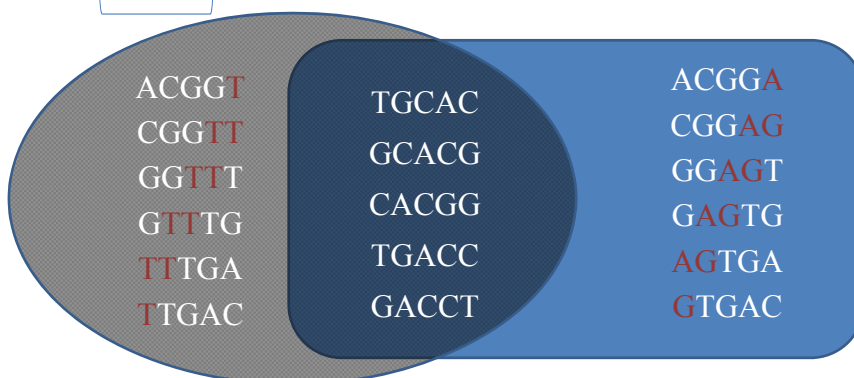 ACGGT
CGGTT
GGTTT
GTTTG
TTTGA
TTGAC
TGCAC
GCACG
CACGG
TGACC
GACCT
ACGGA
CGGAG
GGAGT
GAGTG
AGTGA
GTGAC